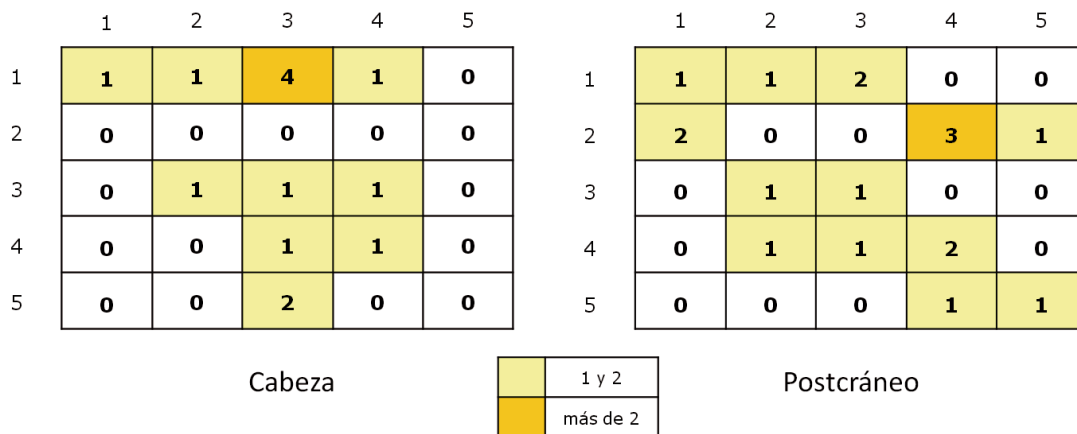 1 2 3 4 5
1 1 1 4 1 0
2 0 0 0 0 0
3 0 1 1 1 0
4 0 0 1 1 0
5 0 0 2 0 0
Cabeza
1 2 3 4 5
1 1 1 2 0 0
2 2 0 0 3 1
3 0 1 1 0 0
4 0 1 1 2 0
5 0 0 0 1 1
Postcráneo
1 y 2
más de 2